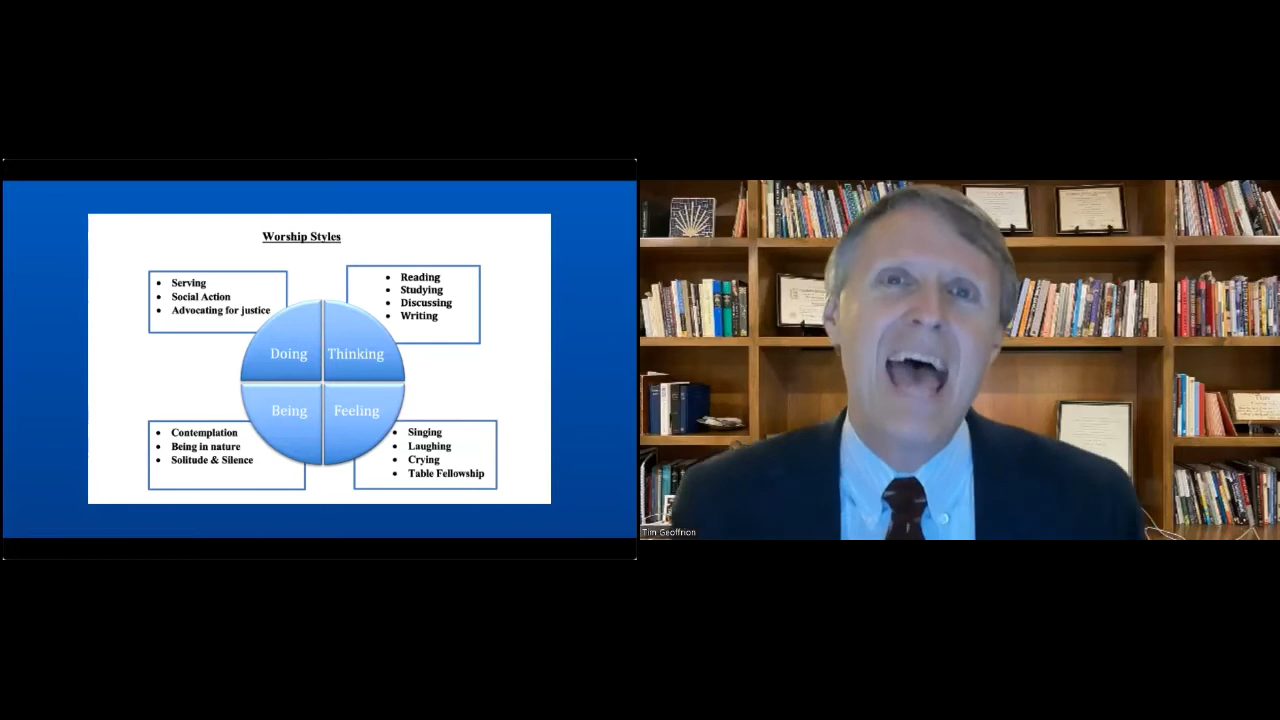 Worship Styles
Serving
Social Action
Advocating for justice
Reading
Studying
Discussing
Writing
Doing
Thinking
Being
Feeling
Contemplation
Being in nature
Solitude & Silence
Singing
Laughing
Crying
Table Fellowship
Tim Geoffrion